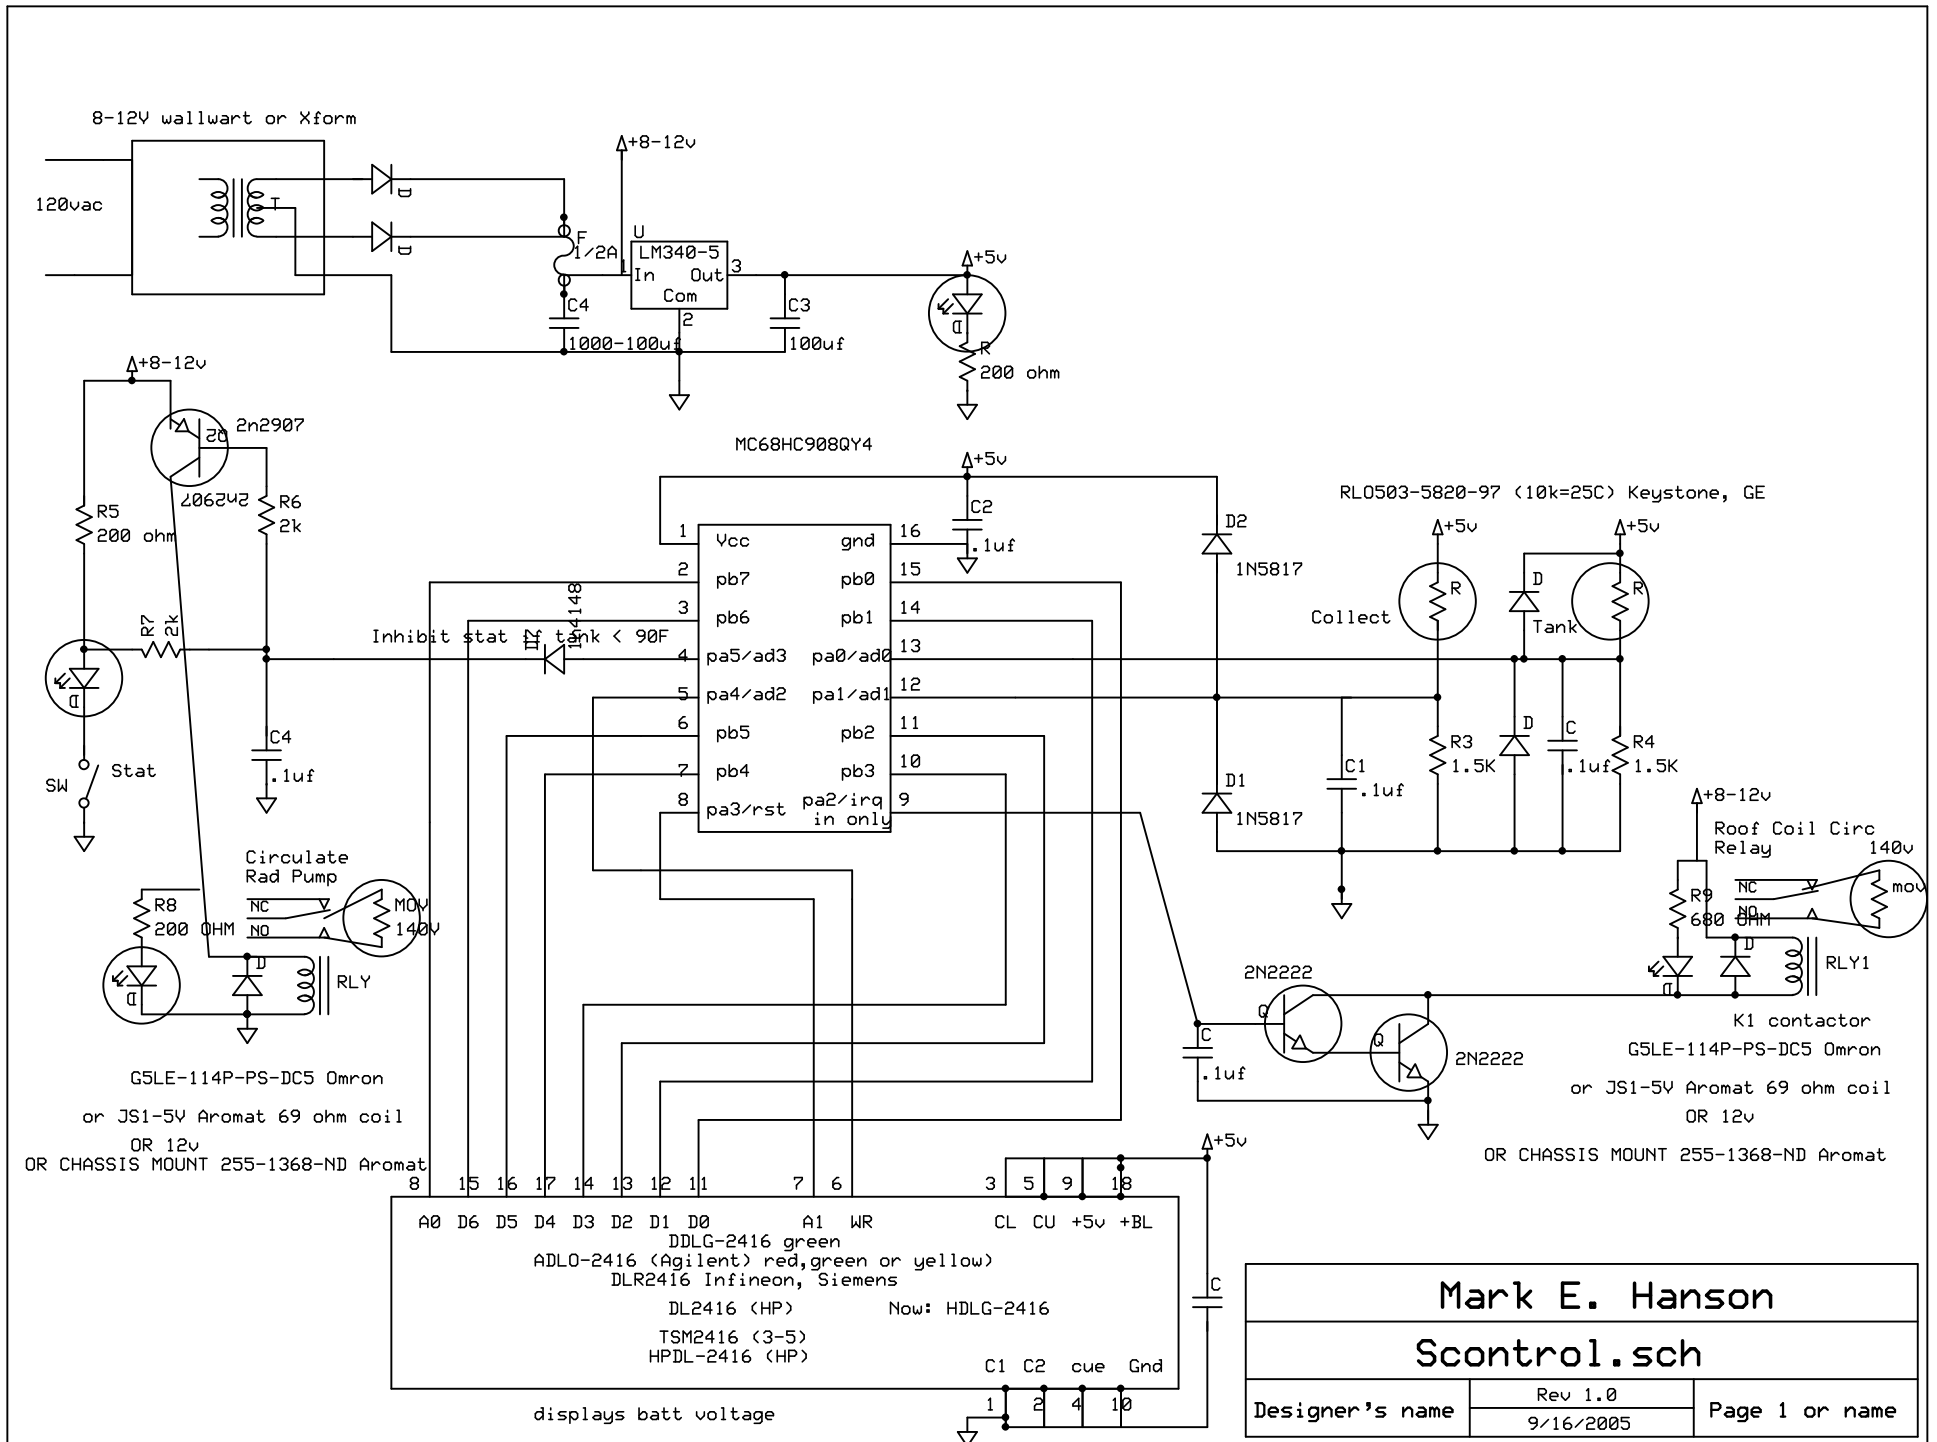 8-12V wallwart or Xform
120vac
T
D
D
F
1/2A
+8-12v
U
LM340-5
1 In Out 3
Com
2
C4
1000-100uf
C3
100uf
+5v
D
R
200 ohm
+8-12v
Q2
2n2907
2n2907
R5
200 ohm
R6
2k
R7
2k
D
SW
Stat
C4
.1uf
Inhibit stat if tank < 90F
MC68HC908QY4
+5v
C2
.1uf
1 Vcc gnd 16
2 pb7 pb0 15
3 pb6 pb1 14
4 pa5/ad3 pa0/ad0 13
5 pa4/ad2 pa1/ad1 12
6 pb5 pb2 11
7 pb4 pb3 10
8 pa3/rst pa2/irq 9
in only
D2
1N5817
D1
1N5817
RL0503-5820-97 (10k=25C) Keystone, GE
+5v
+5v
Collect
R
D
Tank
R
R3
1.5K
D
C
.1uf
R4
1.5K
C1
.1uf
+8-12v
Roof Coil Circ
Relay
140v
mov
NC
NO
R9
680 OHM
D
D
RLY1
K1 contactor
G5LE-114P-PS-DC5 Omron
or JS1-5V Aromat 69 ohm coil
OR 12v
OR CHASSIS MOUNT 255-1368-ND Aromat
Circulate
Rad Pump
NC
NO
MOV
140V
R8
200 OHM
D
D
RLY
G5LE-114P-PS-DC5 Omron
or JS1-5V Aromat 69 ohm coil
OR 12v
OR CHASSIS MOUNT 255-1368-ND Aromat
2N2222
Q
Q
2N2222
C
.1uf
+5v
8 15 16 17 14 13 12 11 7 6 3 5 9 18
A0 D6 D5 D4 D3 D2 D1 D0 A1 WR CL CU +5v +BL
DDLG-2416 green
ADLO-2416 (Agilent) red,green or yellow)
DLR2416 Infineon, Siemens
DL2416 (HP) Now: HDLG-2416
TSM2416 (3-5)
HPDL-2416 (HP)
C1 C2 cue Gnd
1 2 4 10
C
displays batt voltage
Mark E. Hanson
Scontrol.sch
Designer's name
Rev 1.0
9/16/2005
Page 1 or name